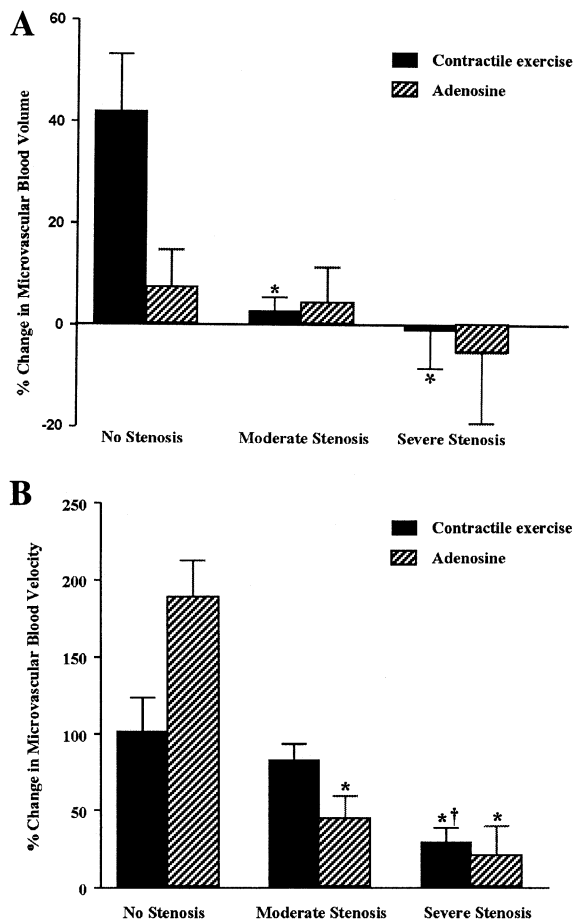 A
60
40
20
0
-20
% Change in Microvascular Blood Volume
Contractile exercise
Adenosine
*
*
No Stenosis Moderate Stenosis Severe Stenosis
B
250
200
150
100
50
0
% Change in Microvascular Blood Velocity
Contractile exercise
Adenosine
*
*† *
No Stenosis Moderate Stenosis Severe Stenosis